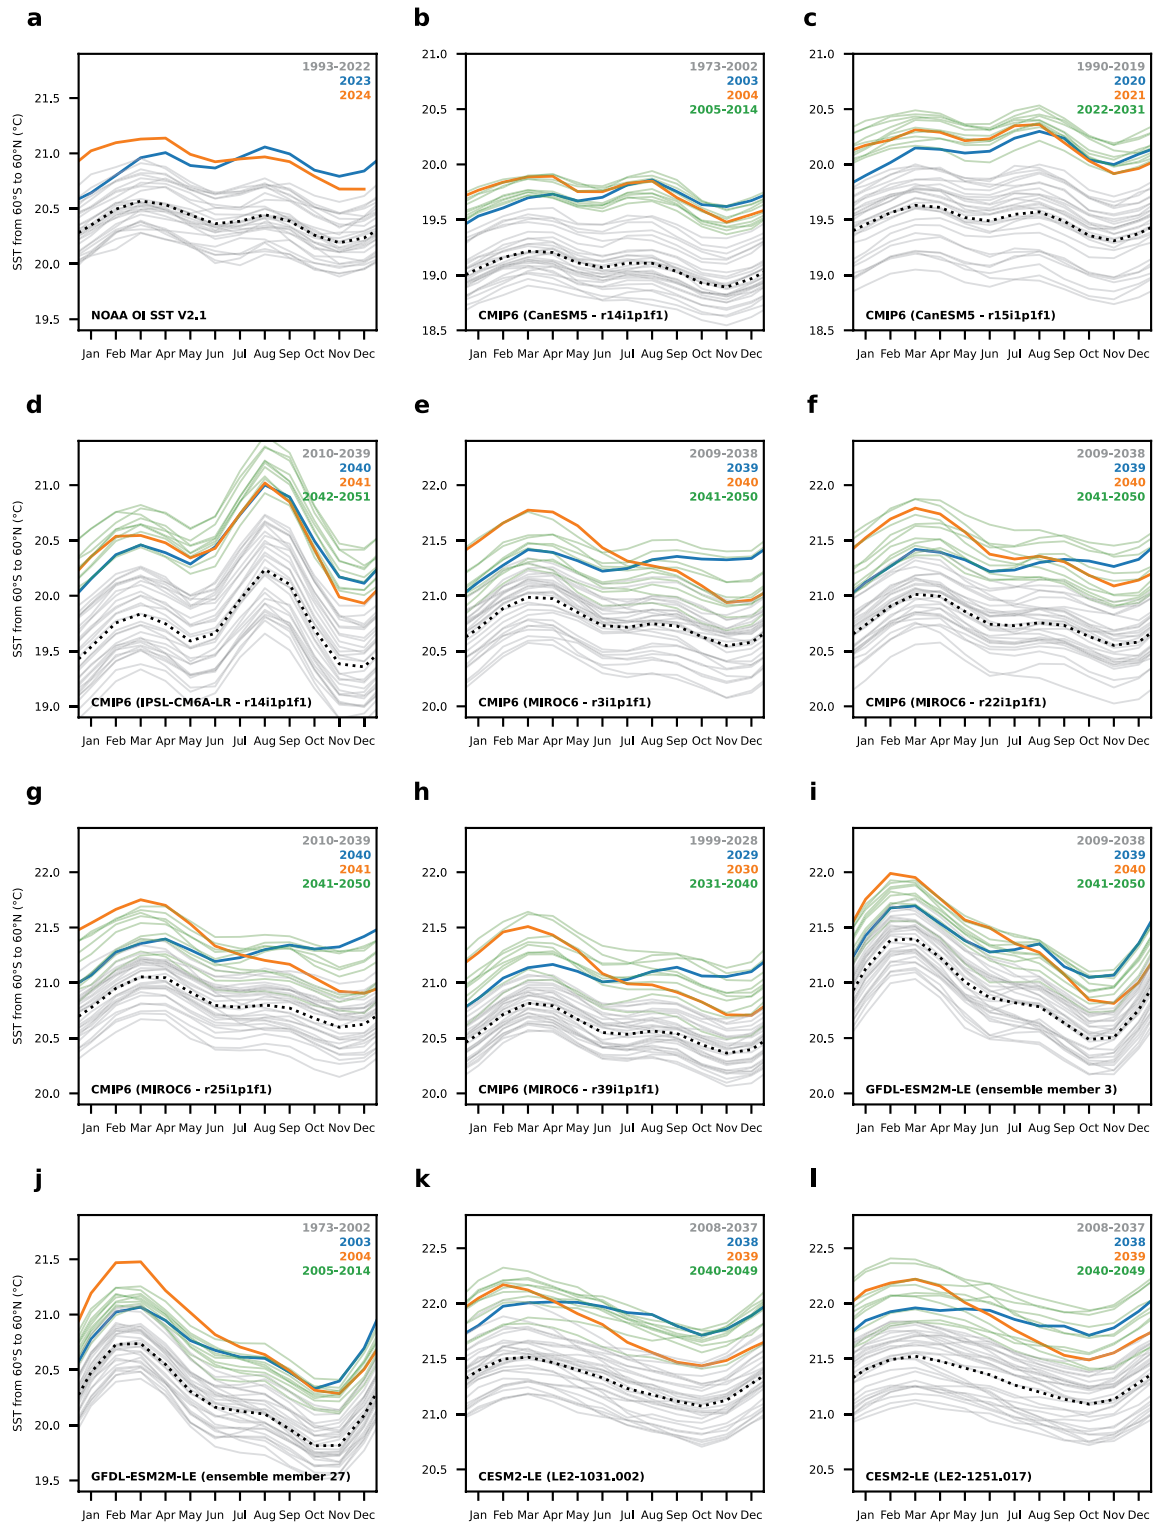 a
1993-2022
2023
2024
21.5
21.0
20.5
20.0
19.5
SST from 60°S to 60°N (°C)
NOAA OI SST V2.1
Jan Feb Mar Apr May Jun Jul Aug Sep Oct Nov Dec
b
1973-2002
2003
2004
2005-2014
21.0
20.5
20.0
19.5
19.0
18.5
CMIP6 (CanESM5 - r14i1p1f1)
Jan Feb Mar Apr May Jun Jul Aug Sep Oct Nov Dec
c
1990-2019
2020
2021
2022-2031
21.0
20.5
20.0
19.5
19.0
18.5
CMIP6 (CanESM5 - r15i1p1f1)
Jan Feb Mar Apr May Jun Jul Aug Sep Oct Nov Dec
d
2010-2039
2040
2041
2042-2051
21.0
20.5
20.0
19.5
19.0
SST from 60°S to 60°N (°C)
CMIP6 (IPSL-CM6A-LR - r14i1p1f1)
Jan Feb Mar Apr May Jun Jul Aug Sep Oct Nov Dec
e
2009-2038
2039
2040
2041-2050
22.0
21.5
21.0
20.5
20.0
CMIP6 (MIROC6 - r3i1p1f1)
Jan Feb Mar Apr May Jun Jul Aug Sep Oct Nov Dec
f
2009-2038
2039
2040
2041-2050
22.0
21.5
21.0
20.5
20.0
CMIP6 (MIROC6 - r22i1p1f1)
Jan Feb Mar Apr May Jun Jul Aug Sep Oct Nov Dec
g
2010-2039
2040
2041
2041-2050
22.0
21.5
21.0
20.5
20.0
SST from 60°S to 60°N (°C)
CMIP6 (MIROC6 - r25i1p1f1)
Jan Feb Mar Apr May Jun Jul Aug Sep Oct Nov Dec
h
1999-2028
2029
2030
2031-2040
22.0
21.5
21.0
20.5
20.0
CMIP6 (MIROC6 - r39i1p1f1)
Jan Feb Mar Apr May Jun Jul Aug Sep Oct Nov Dec
i
2009-2038
2039
2040
2041-2050
22.0
21.5
21.0
20.5
20.0
GFDL-ESM2M-LE (ensemble member 3)
Jan Feb Mar Apr May Jun Jul Aug Sep Oct Nov Dec
j
1973-2002
2003
2004
2005-2014
21.5
21.0
20.5
20.0
19.5
SST from 60°S to 60°N (°C)
GFDL-ESM2M-LE (ensemble member 27)
Jan Feb Mar Apr May Jun Jul Aug Sep Oct Nov Dec
k
2008-2037
2038
2039
2040-2049
22.5
22.0
21.5
21.0
20.5
CESM2-LE (LE2-1031.002)
Jan Feb Mar Apr May Jun Jul Aug Sep Oct Nov Dec
l
2008-2037
2038
2039
2040-2049
22.5
22.0
21.5
21.0
20.5
CESM2-LE (LE2-1251.017)
Jan Feb Mar Apr May Jun Jul Aug Sep Oct Nov Dec